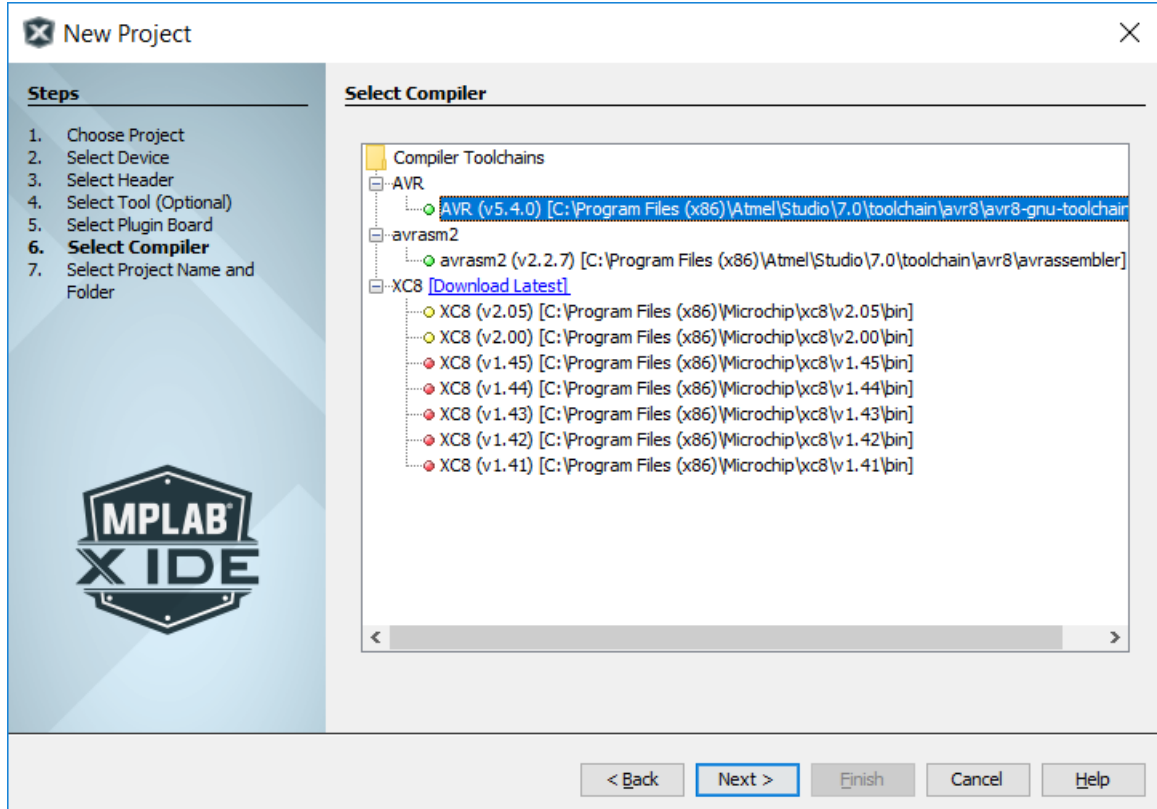 New Project
Steps
1. Choose Project
2. Select Device
3. Select Header
4. Select Tool (Optional)
5. Select Plugin Board
6. Select Compiler
7. Select Project Name and
Folder
MPLAB®
X IDE
Select Compiler
Compiler Toolchains
AVR
AVR (v5.4.0) [C:\Program Files (x86)\Atmel\Studio\7.0\toolchain\avr8\avr8-gnu-toolchain
avrasm2
avrasm2 (v2.2.7) [C:\Program Files (x86)\Atmel\Studio\7.0\toolchain\avr8\avrassembler]
XC8 [Download Latest]
XC8 (v2.05) [C:\Program Files (x86)\Microchip\xc8\v2.05\bin]
XC8 (v2.00) [C:\Program Files (x86)\Microchip\xc8\v2.00\bin]
XC8 (v1.45) [C:\Program Files (x86)\Microchip\xc8\v1.45\bin]
XC8 (v1.44) [C:\Program Files (x86)\Microchip\xc8\v1.44\bin]
XC8 (v1.43) [C:\Program Files (x86)\Microchip\xc8\v1.43\bin]
XC8 (v1.42) [C:\Program Files (x86)\Microchip\xc8\v1.42\bin]
XC8 (v1.41) [C:\Program Files (x86)\Microchip\xc8\v1.41\bin]
< Back Next > Finish Cancel Help